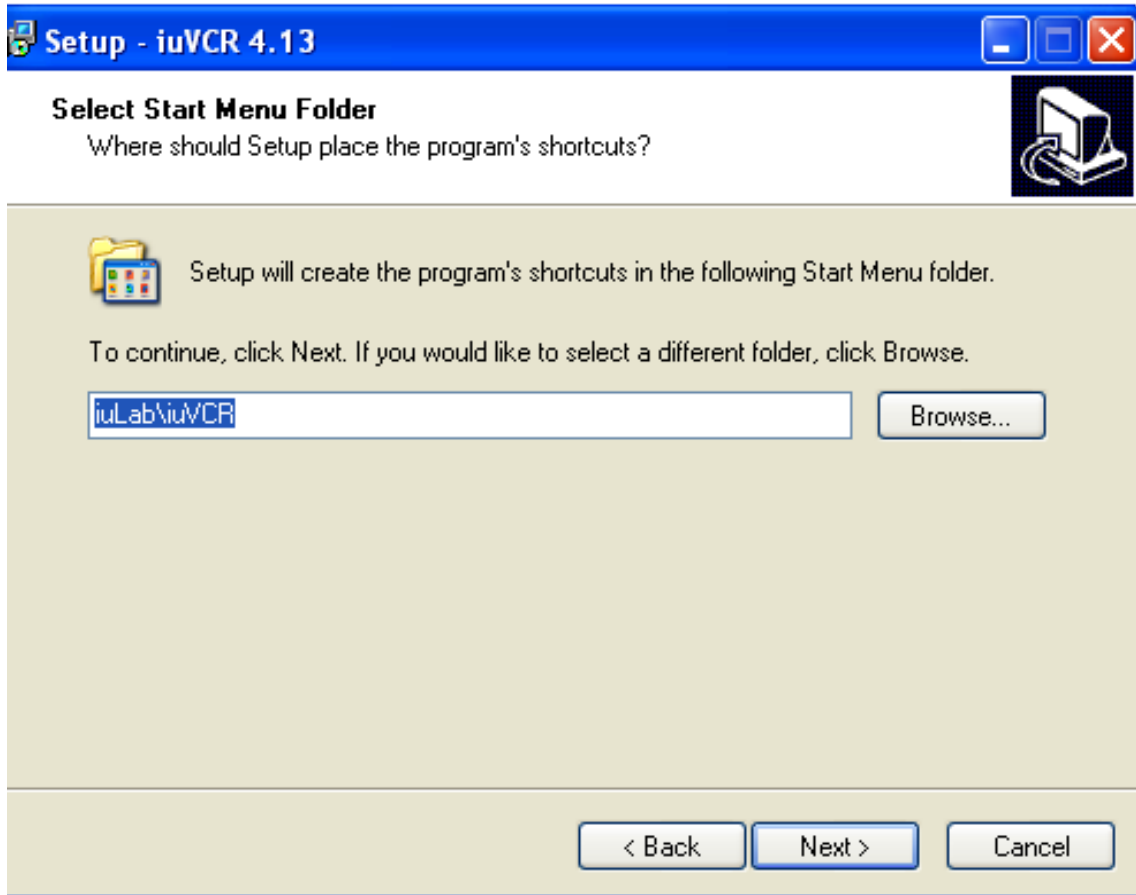 Setup - iuVCR 4.13
Select Start Menu Folder
Where should Setup place the program's shortcuts?
Setup will create the program's shortcuts in the following Start Menu folder.
To continue, click Next. If you would like to select a different folder, click Browse.
iuLab\iuVCR
Browse...
< Back
Next >
Cancel